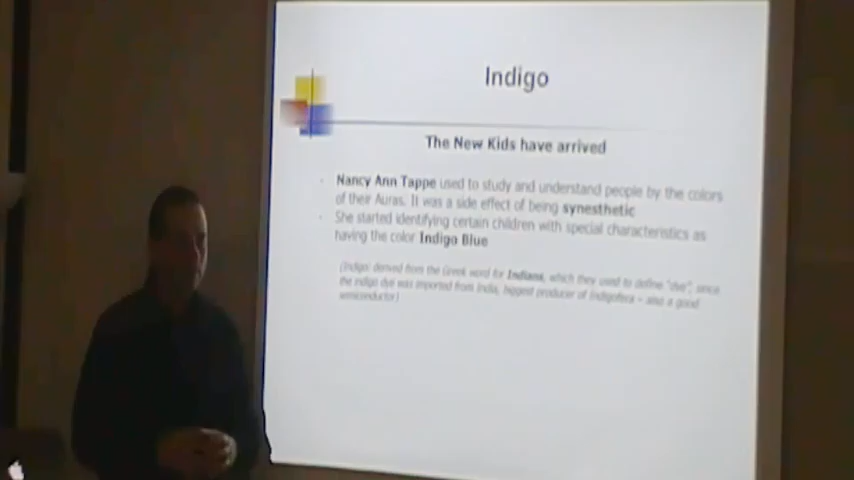 Indigo
The New Kids have arrived
Nancy Ann Tappe used to study and understand people by the colors
of their Auras. It was a side effect of being synesthetic
She started identifying certain children with special characteristics as
having the color Indigo Blue
(Indigo: derived from the Greek word for Indians, which they used to define "dye", since
the indigo dye was imported from India, biggest producer of Indigofera - also a good
semiconductor)